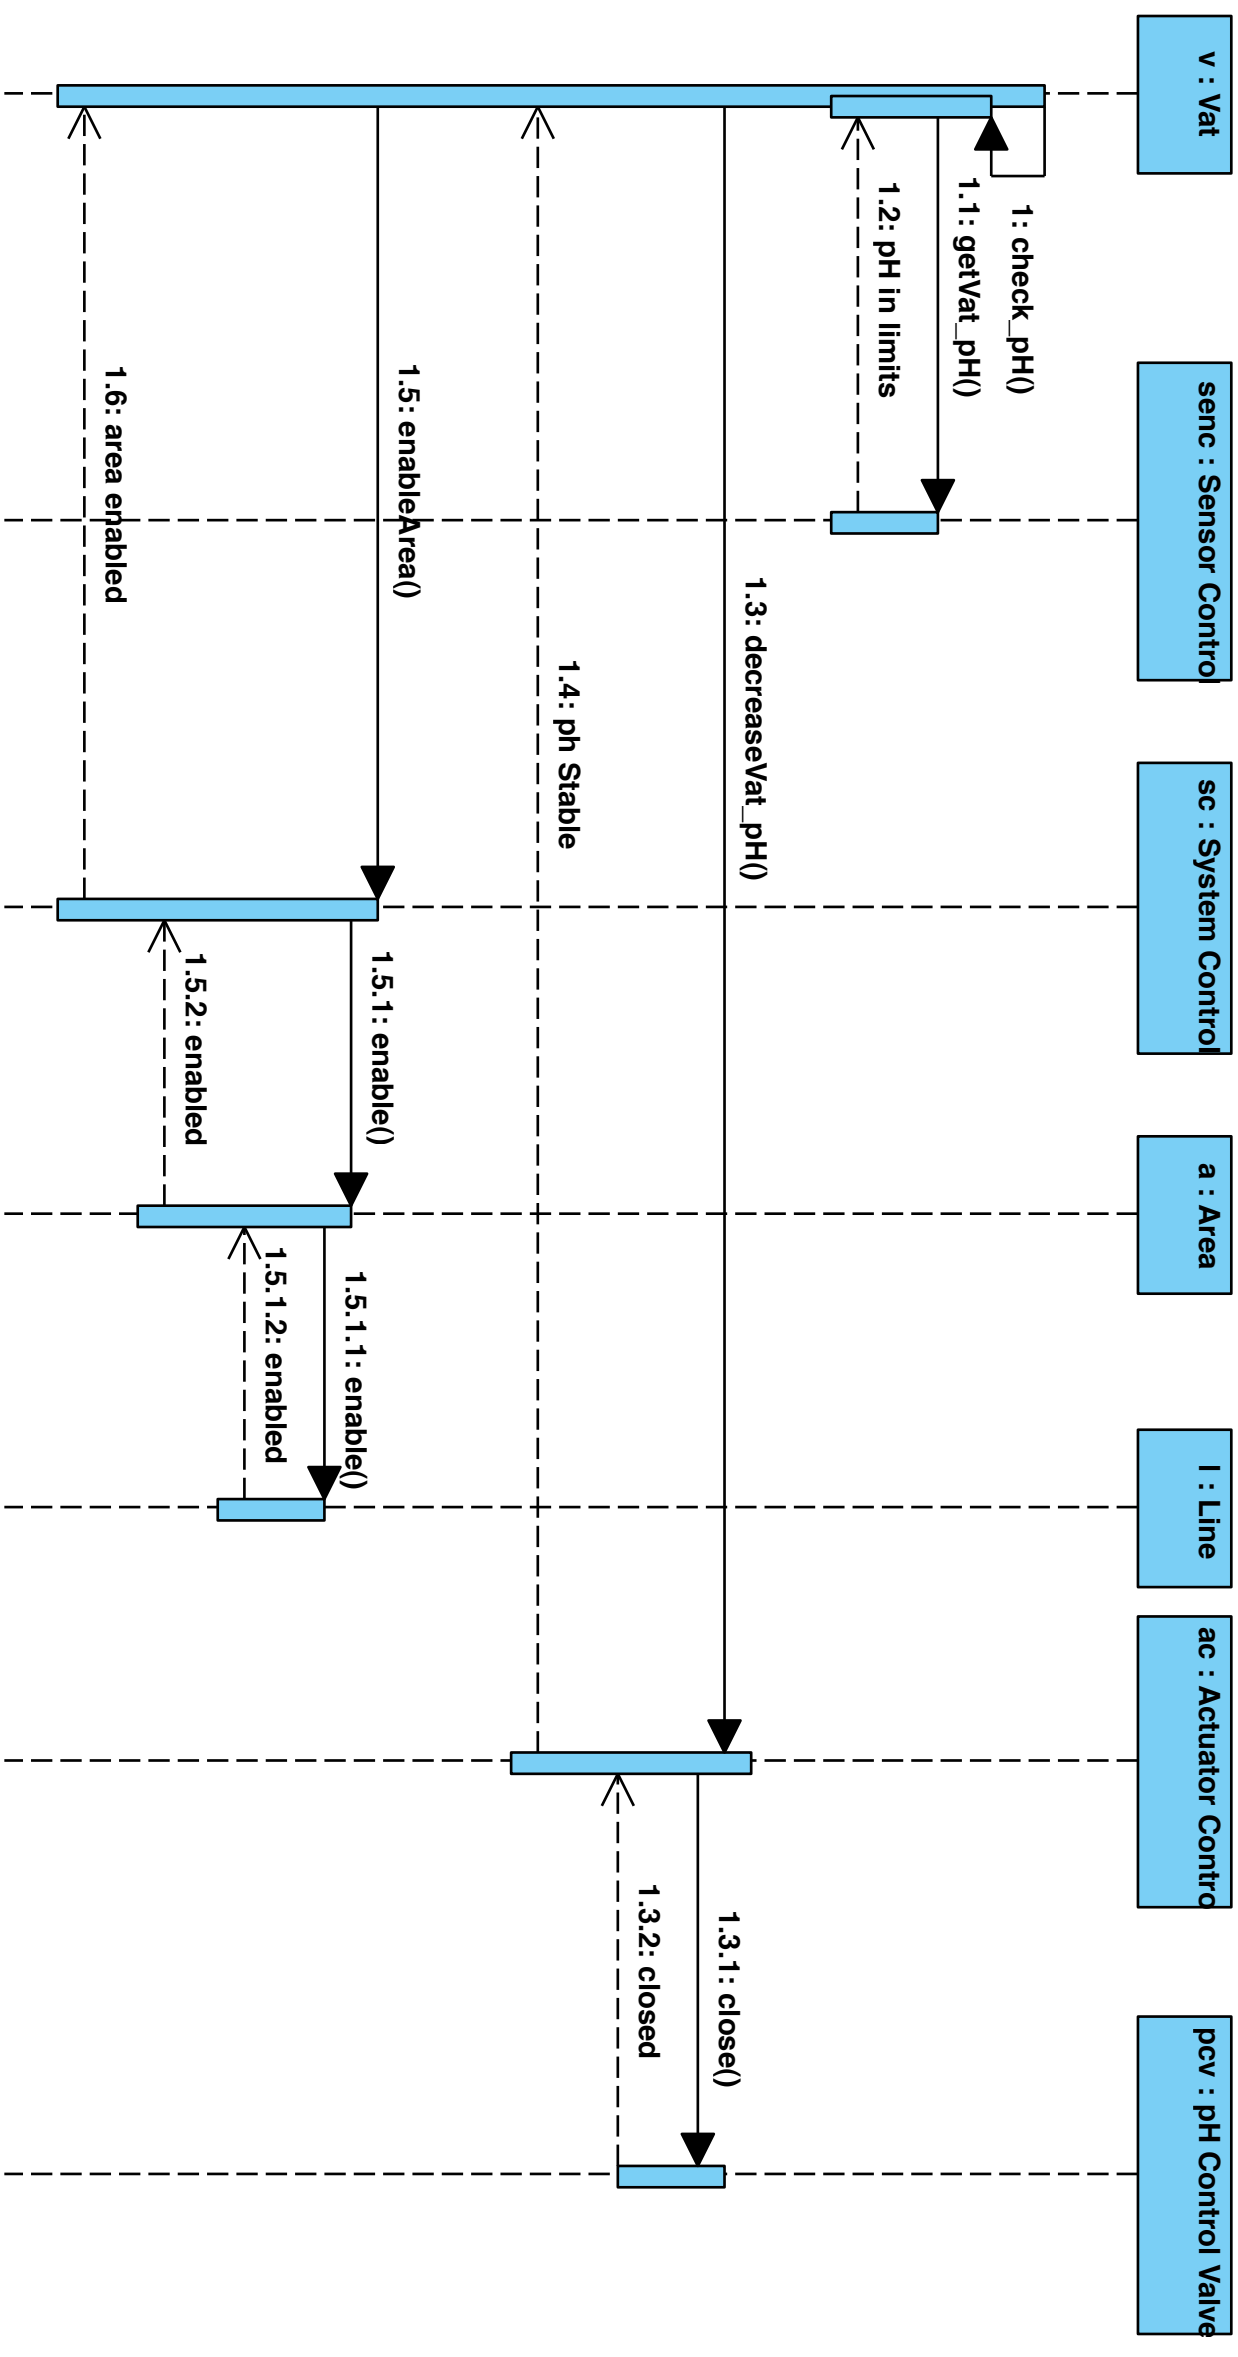 v : Vat
senc : Sensor Control
sc : System Control
a : Area
l : Line
ac : Actuator Contro
pcv : pH Control Valve
1: check_pH()
1.1: getVat_pH()
1.2: pH in limits
1.3: decreaseVat_pH()
1.3.1: close()
1.3.2: closed
1.4: ph Stable
1.5: enableArea()
1.5.1: enable()
1.5.1.1: enable()
1.5.1.2: enabled
1.5.2: enabled
1.6: area enabled